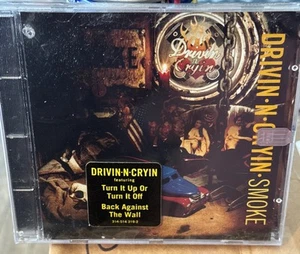 Drivin
Cryin
DRIVIN·N·CRYIN·SMOKE
DRIVIN·N·CRYIN
featuring
Turn It Up Or
Turn It Off
Back Against
The Wall